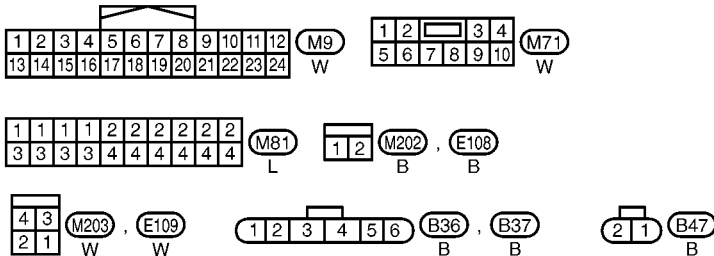 1 2 3 4 5 6 7 8 9 10 11 12 M9
13 14 15 16 17 18 19 20 21 22 23 24 W
1 2 3 4 M71
5 6 7 8 9 10 W
1 1 1 1 2 2 2 2 2 2 M81
3 3 3 3 4 4 4 4 4 4 L
1 2 M202 , E108
B B
4 3 M203 , E109
2 1 W W
1 2 3 4 5 6 B36 , B37
B B
2 1 B47
B